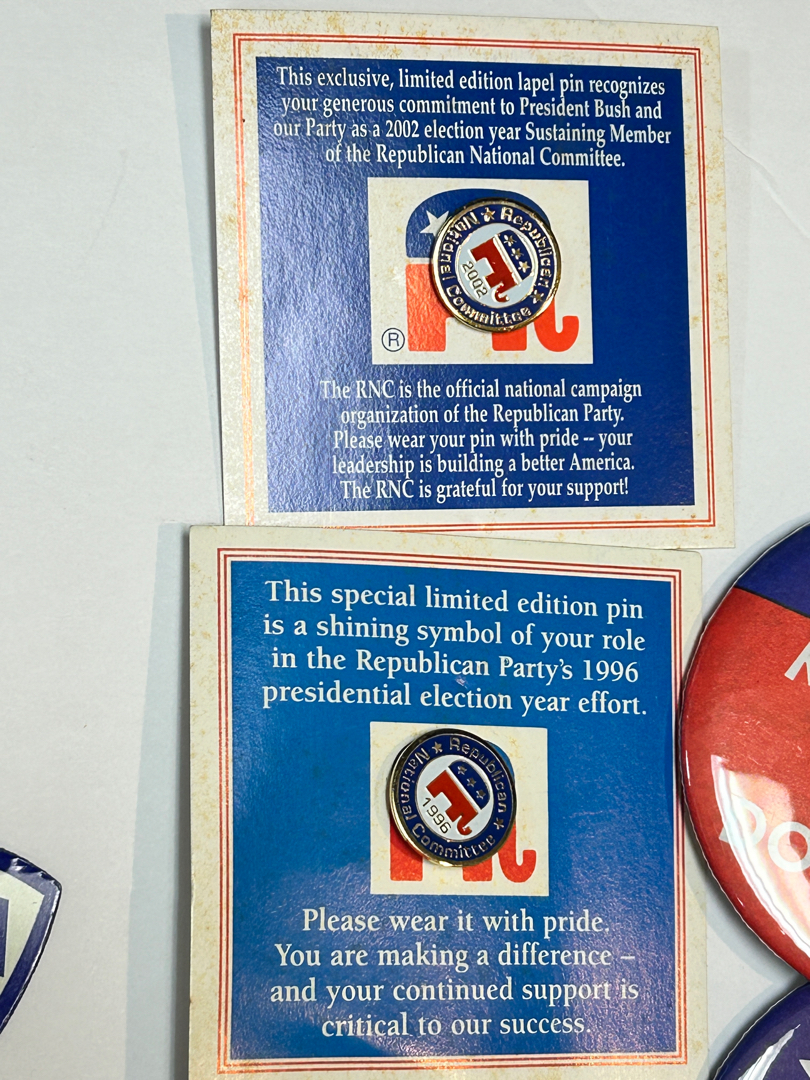 This exclusive, limited edition lapel pin recognizes
your generous commitment to President Bush and
our Party as a 2002 election year Sustaining Member
of the Republican National Committee.
Republican National Committee
2002
®
The RNC is the official national campaign
organization of the Republican Party.
Please wear your pin with pride -- your
leadership is building a better America.
The RNC is grateful for your support!
This special limited edition pin
is a shining symbol of your role
in the Republican Party's 1996
presidential election year effort.
Republican National Committee
1996
Please wear it with pride.
You are making a difference –
and your continued support is
critical to our success.